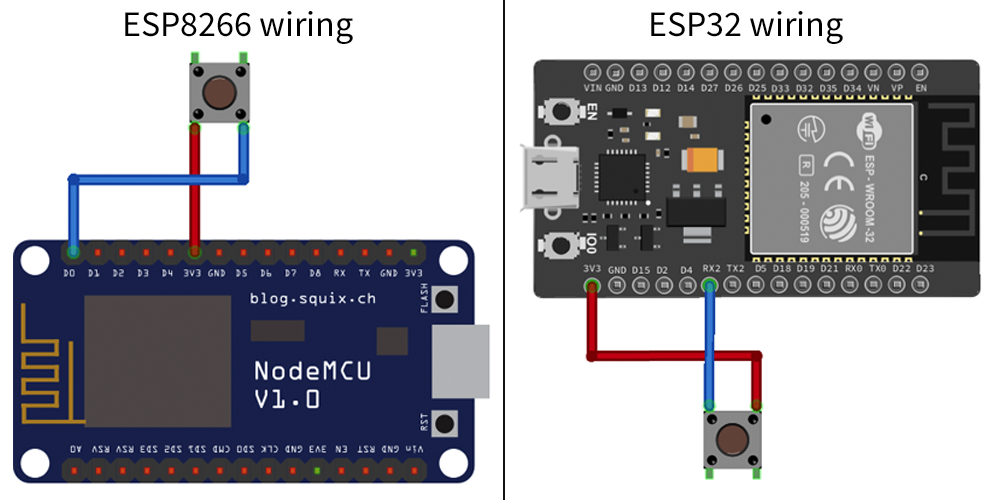 ESP8266 wiring
D0 D1 D2 D3 D4 3V3 GND D5 D6 D7 D8 RX TX GND 3V3
blog.squix.ch
FLASH
NodeMCU
V1.0
RST
A0 RSV RSV SD3 SD2 SD1 CMD SD0 CLK GND 3V3 EN RST GND Vin
ESP32 wiring
VIN GND D13 D12 D14 D27 D26 D25 D33 D32 D35 D34 VN VP EN
EN
WiFi
ESP - WROOM -32
CE
R
205 - 000519
C
IO0
3V3 GND D15 D2 D4 RX2 TX2 D5 D18 D19 D21 RX0 TX0 D22 D23